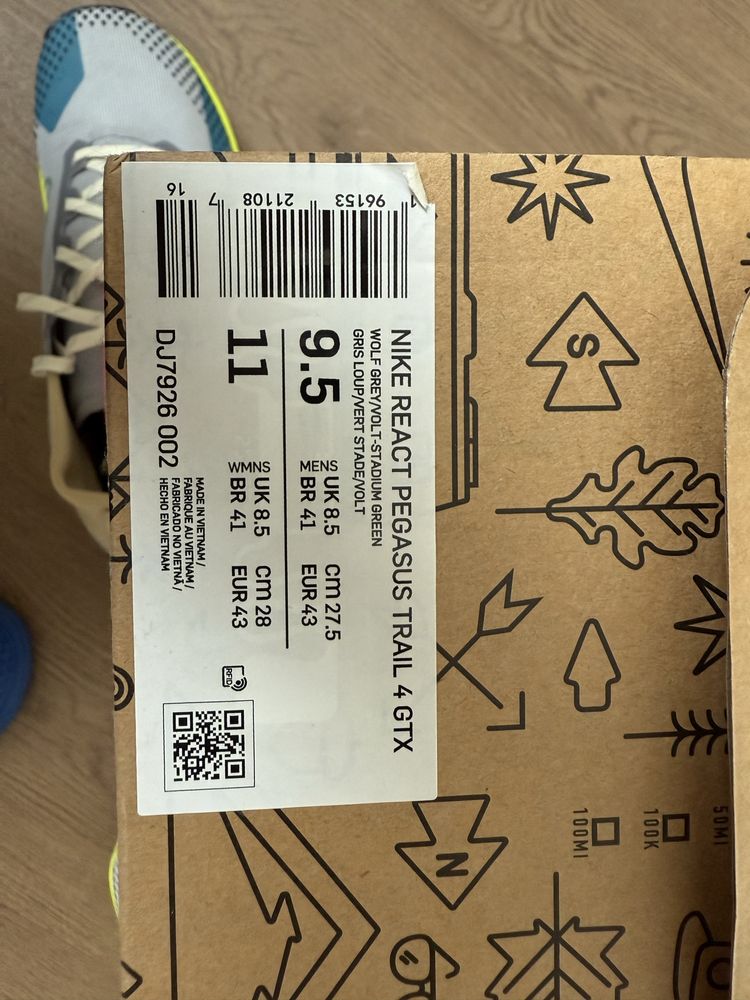 NIKE REACT PEGASUS TRAIL 4 GTX
WOLF GREY/VOLT-STADIUM GREEN
GRIS LOUP/VERT STADE/VOLT
9.5
MENS UK 8.5 cm 27.5
BR 41 EUR 43
11
WMNS UK 8.5 cm 28
BR 41 EUR 43
DJ7926 002
MADE IN VIETNAM /
FABRIQUE AU VIETNAM /
FABRICADO NO VIETNÃ /
HECHO EN VIETNAM
RFID
1 96153 21108 7 16
S
N
50MI
100K
100MI